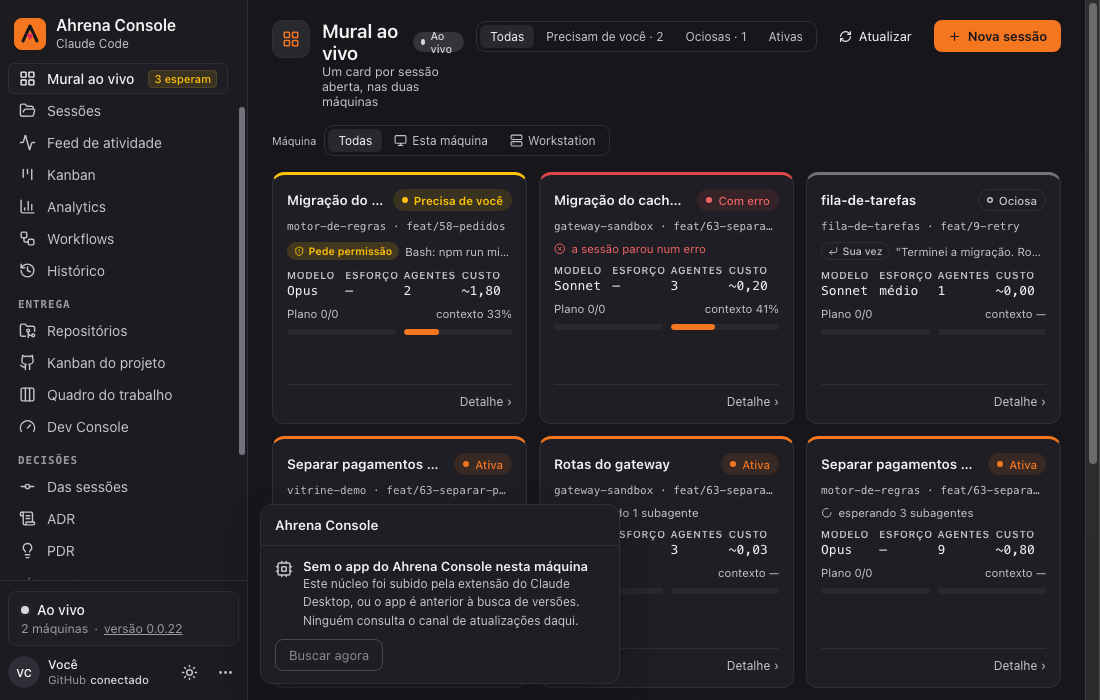 Ahrena Console
Claude Code
Mural ao vivo
3 esperam
Sessões
Feed de atividade
Kanban
Analytics
Workflows
Histórico
ENTREGA
Repositórios
Kanban do projeto
Quadro do trabalho
Dev Console
DECISÕES
Das sessões
ADR
PDR
Ao vivo
2 máquinas · versão 0.0.22
VC
Você
GitHub conectado
Mural ao vivo
Ao vivo
Um card por sessão aberta, nas duas máquinas
Todas
Precisam de você · 2
Ociosas · 1
Ativas
Atualizar
+ Nova sessão
Máquina
Todas
Esta máquina
Workstation
Migração do ...
Precisa de você
motor-de-regras · feat/58-pedidos
Pede permissão
Bash: npm run mi...
MODELO ESFORÇO AGENTES CUSTO
Opus — 2 ~1,80
Plano 0/0
contexto 33%
Detalhe ›
Migração do cach...
Com erro
gateway-sandbox · feat/63-separa…
a sessão parou num erro
MODELO ESFORÇO AGENTES CUSTO
Sonnet — 3 ~0,20
Plano 0/0
contexto 41%
Detalhe ›
fila-de-tarefas
Ociosa
fila-de-tarefas · feat/9-retry
Sua vez
"Terminei a migração. Ro...
MODELO ESFORÇO AGENTES CUSTO
Sonnet médio 1 ~0,00
Plano 0/0
contexto —
Detalhe ›
Separar pagamentos ...
Ativa
vitrine-demo · feat/63-separar-p…
Rotas do gateway
Ativa
gateway-sandbox · feat/63-separa…
do 1 subagente
SFORÇO AGENTES CUSTO
3 ~0,03
contexto —
Detalhe ›
Separar pagamentos ...
Ativa
motor-de-regras · feat/63-separa…
esperando 3 subagentes
MODELO ESFORÇO AGENTES CUSTO
Opus — 9 ~0,80
Plano 0/0
contexto —
Detalhe ›
Ahrena Console
Sem o app do Ahrena Console nesta máquina
Este núcleo foi subido pela extensão do Claude
Desktop, ou o app é anterior à busca de versões.
Ninguém consulta o canal de atualizações daqui.
Buscar agora